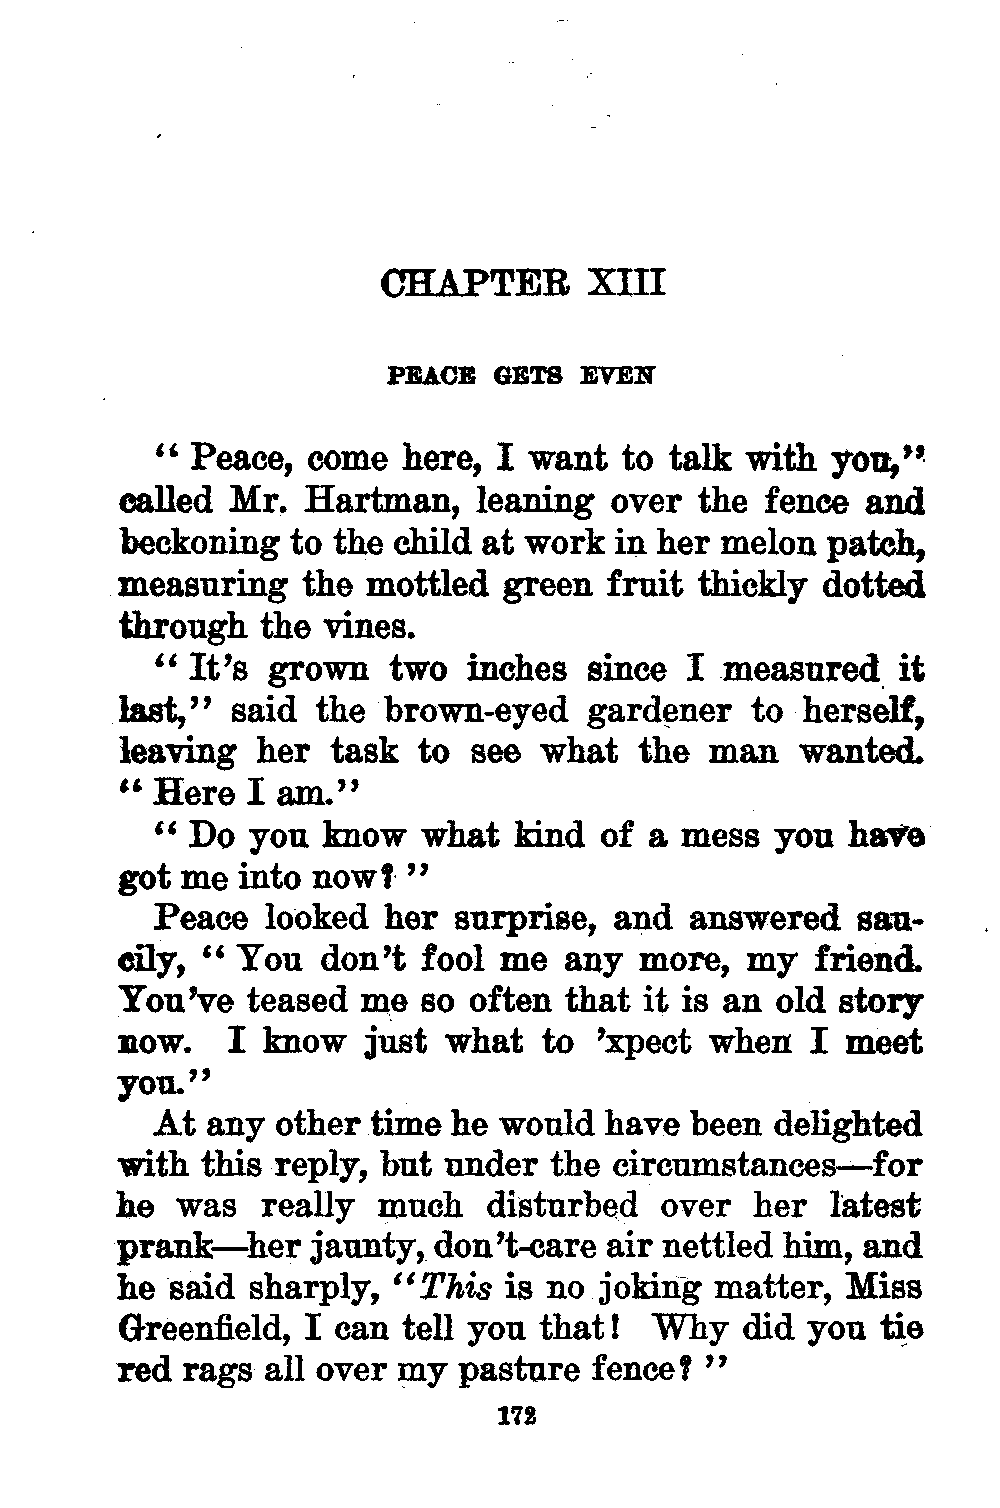 CHAPTER XIII
PEACE GETS EVEN
“ Peace, come here, I want to talk with you,”
called Mr. Hartman, leaning over the fence and
beckoning to the child at work in her melon patch,
measuring the mottled green fruit thickly dotted
through the vines.
“ It’s grown two inches since I measured it
last,” said the brown-eyed gardener to herself,
leaving her task to see what the man wanted.
“ Here I am.”
“ Do you know what kind of a mess you have
got me into now? ”
Peace looked her surprise, and answered sau-
cily, “ You don’t fool me any more, my friend.
You’ve teased me so often that it is an old story
now. I know just what to ’xpect when I meet
you.”
At any other time he would have been delighted
with this reply, but under the circumstances—for
he was really much disturbed over her latest
prank—her jaunty, don’t-care air nettled him, and
he said sharply, “This is no joking matter, Miss
Greenfield, I can tell you that! Why did you tie
red rags all over my pasture fence? ”
172